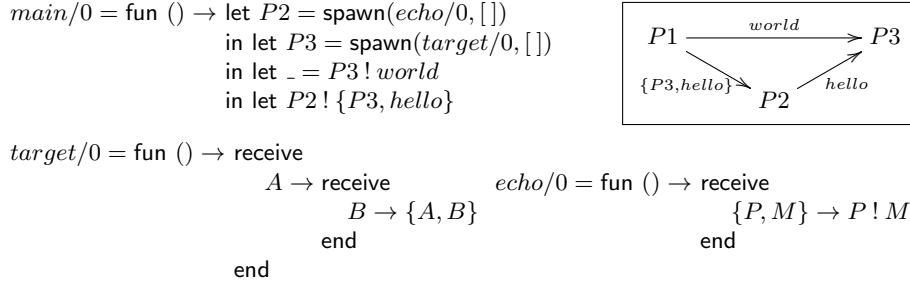 main/0 = fun () → let P2 = spawn(echo/0, [ ])
in let P3 = spawn(target/0, [ ])
in let _ = P3 ! world
in let P2 ! {P3, hello}
P1 world P3
{P3,hello} hello
P2
target/0 = fun () → receive
A → receive
B → {A, B}
end
end
echo/0 = fun () → receive
{P, M} → P ! M
end